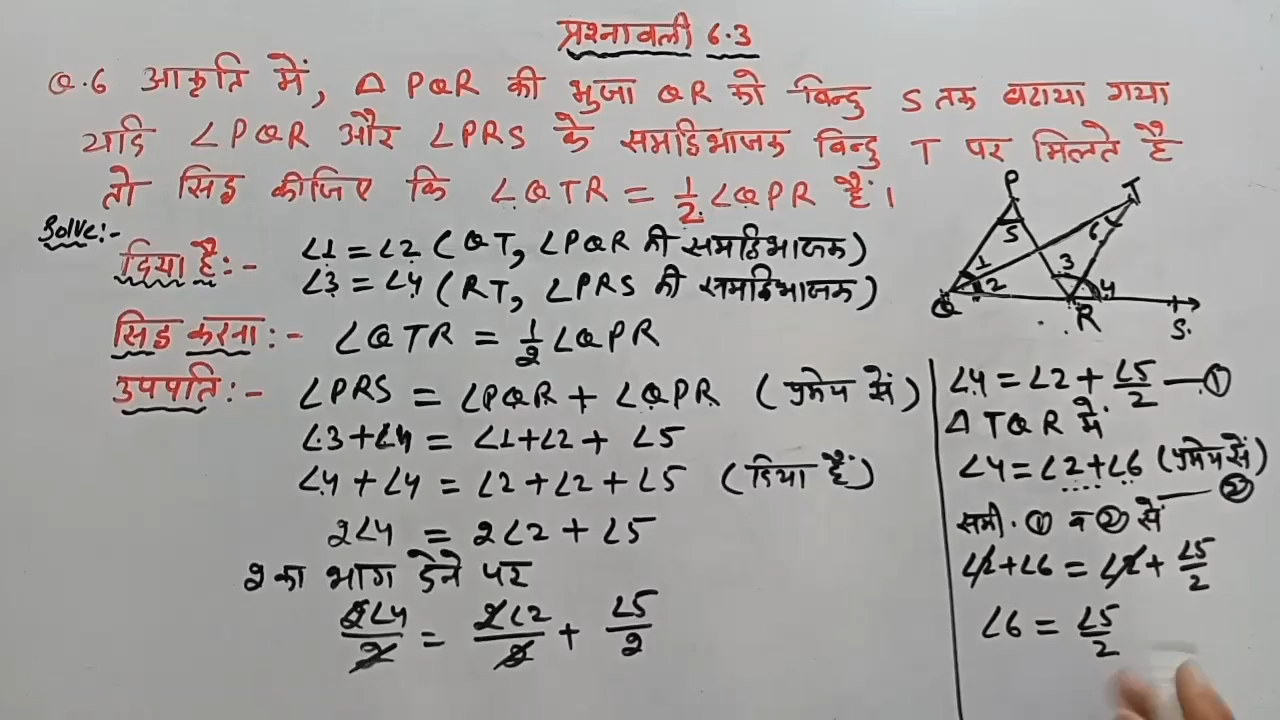 प्रश्नावली 6.3
Q.6 आकृति में, Δ PQR की भुजा QR को बिन्दु S तक बढाया गया
यदि ∠PQR और ∠PRS के समद्विभाजक बिन्दु T पर मिलते है
तो सिद्ध कीजिए कि ∠QTR = 1/2 ∠QPR हैं।
Solve:-
दिया है:- ∠1 = ∠2 (QT, ∠PQR की समद्विभाजक)
∠3 = ∠4 (RT, ∠PRS की समद्विभाजक)
सिद्ध करना:- ∠QTR = 1/2 ∠QPR
उपपति:- ∠PRS = ∠PQR + ∠QPR (प्रमेय सें)
∠3+∠4 = ∠1+∠2+ ∠5
∠4+∠4 = ∠2+∠2+∠5 (दिया हैं)
2∠4 = 2∠2+∠5
2 का भाग देने पर
2∠4/2 = 2∠2/2 + ∠5/2
P
T
5
6
1
2
3
4
Q
R
S
∠4 = ∠2+ ∠5/2 — ①
Δ TQR में
∠4 = ∠2+∠6 (प्रमेय सें)
— ②
समी. ① व ② सें
∠2+∠6 = ∠2+ ∠5/2
∠6 = ∠5/2